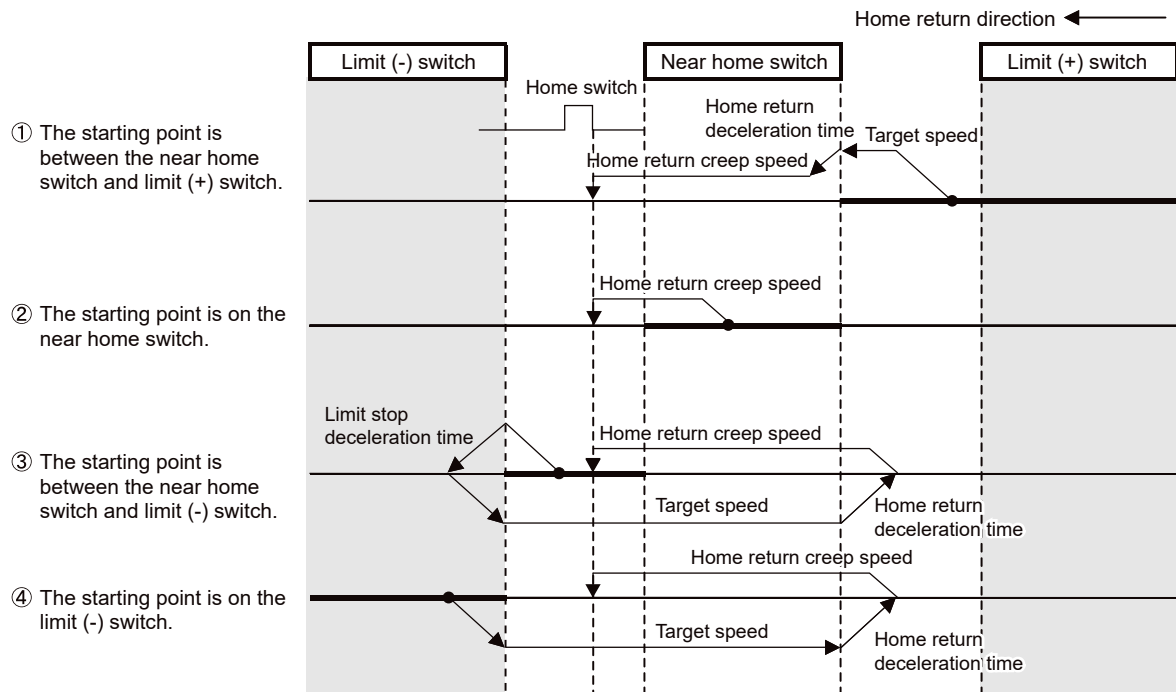 Home return direction
Limit (-) switch
Near home switch
Limit (+) switch
Home switch
Home return
deceleration time
Target speed
Home return creep speed
① The starting point is
between the near home
switch and limit (+) switch.
Home return creep speed
② The starting point is on the
near home switch.
Limit stop
deceleration time
Home return creep speed
③ The starting point is
between the near home
switch and limit (-) switch.
Target speed
Home return
deceleration time
Home return creep speed
④ The starting point is on the
limit (-) switch.
Target speed
Home return
deceleration time